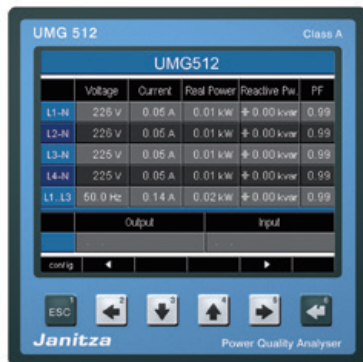 UMG 512 Class A
UMG512
Voltage Current Real Power Reactive Pw. PF
L1-N 226 V 0.05 A 0.01 kW ⌖ 0.00 kvar 0.99
L2-N 226 V 0.05 A 0.01 kW ⌖ 0.00 kvar 0.99
L3-N 225 V 0.05 A 0.01 kW ⌖ 0.00 kvar 0.99
L4-N 225 V 0.05 A 0.01 kW ⌖ 0.00 kvar 0.99
L1..L3 50.0 Hz 0.14 A 0.02 kW ⌖ 0.00 kvar 0.99
Output Input
config. ◄ ►
ESC 1 2 3 4 5 6
Janitza Power Quality Analyser